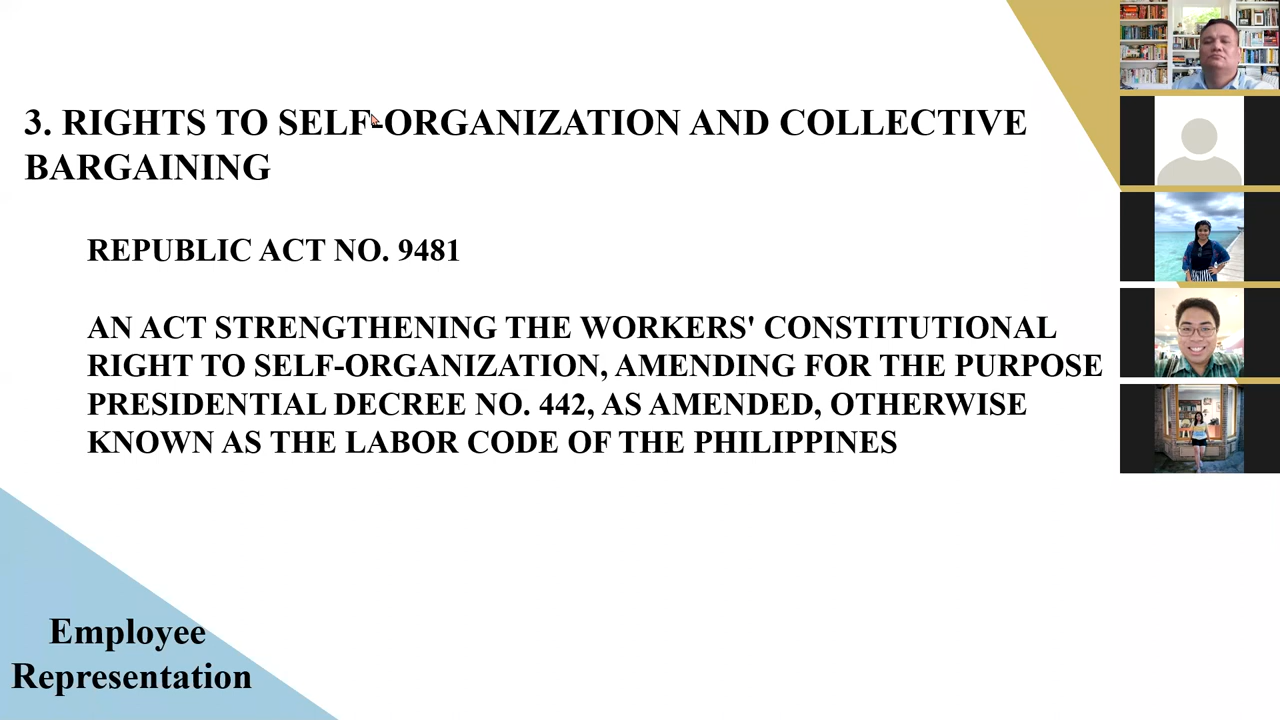 3. RIGHTS TO SELF-ORGANIZATION AND COLLECTIVE
BARGAINING
REPUBLIC ACT NO. 9481
AN ACT STRENGTHENING THE WORKERS' CONSTITUTIONAL
RIGHT TO SELF-ORGANIZATION, AMENDING FOR THE PURPOSE
PRESIDENTIAL DECREE NO. 442, AS AMENDED, OTHERWISE
KNOWN AS THE LABOR CODE OF THE PHILIPPINES
Employee
Representation